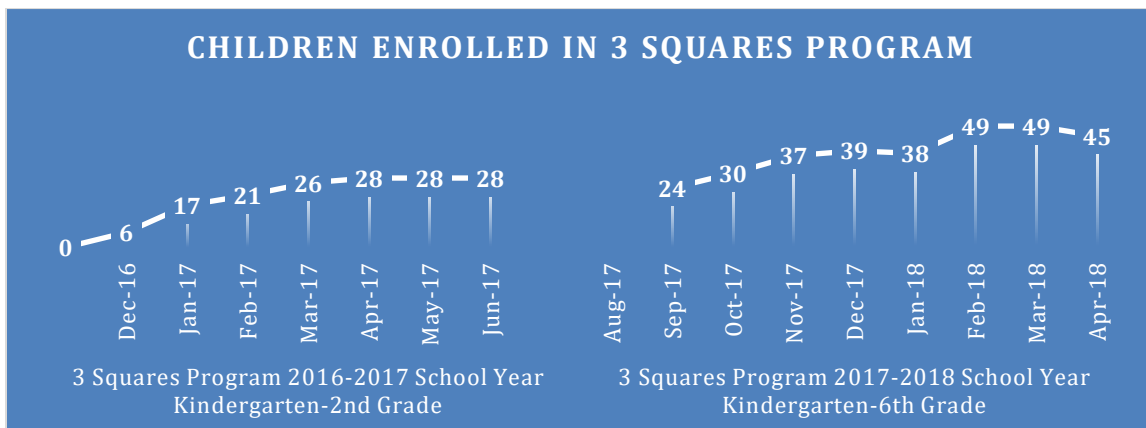 CHILDREN ENROLLED IN 3 SQUARES PROGRAM
0
6
17
21
26
28
28
28
24
30
37
39
38
49
49
45
Dec-16
Jan-17
Feb-17
Mar-17
Apr-17
May-17
Jun-17
Aug-17
Sep-17
Oct-17
Nov-17
Dec-17
Jan-18
Feb-18
Mar-18
Apr-18
3 Squares Program 2016-2017 School Year
Kindergarten-2nd Grade
3 Squares Program 2017-2018 School Year
Kindergarten-6th Grade